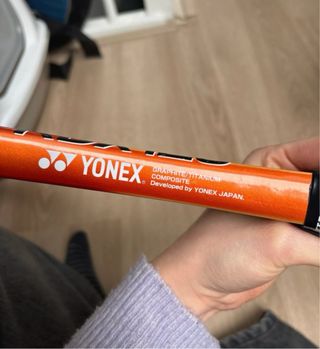 YONEX®
GRAPHITE/TITANIUM
COMPOSITE
Developed by YONEX JAPAN.